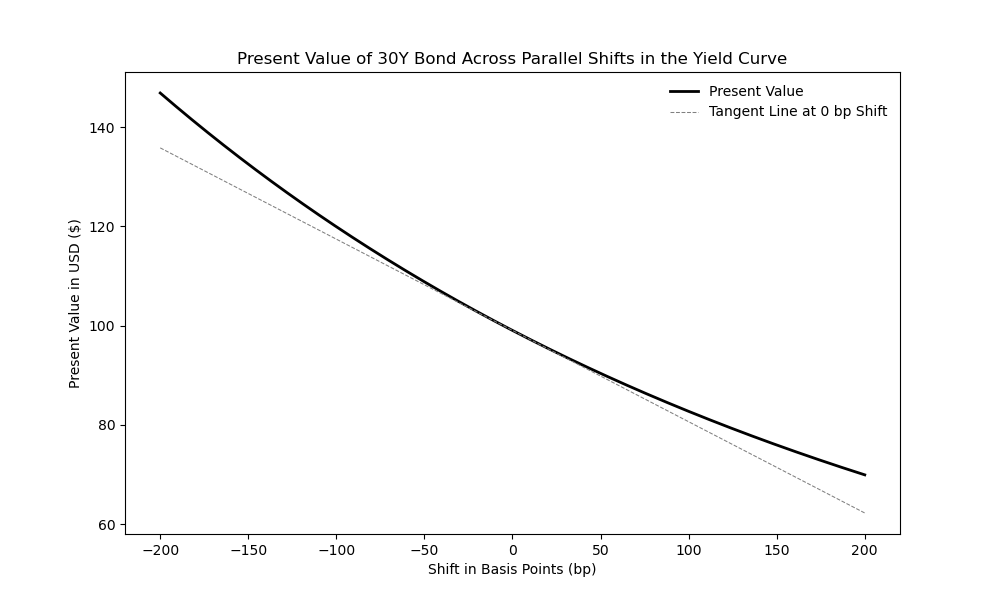 Present Value of 30Y Bond Across Parallel Shifts in the Yield Curve
Present Value
Tangent Line at 0 bp Shift
Present Value in USD ($)
140
120
100
80
60
−200
−150
−100
−50
0
50
100
150
200
Shift in Basis Points (bp)